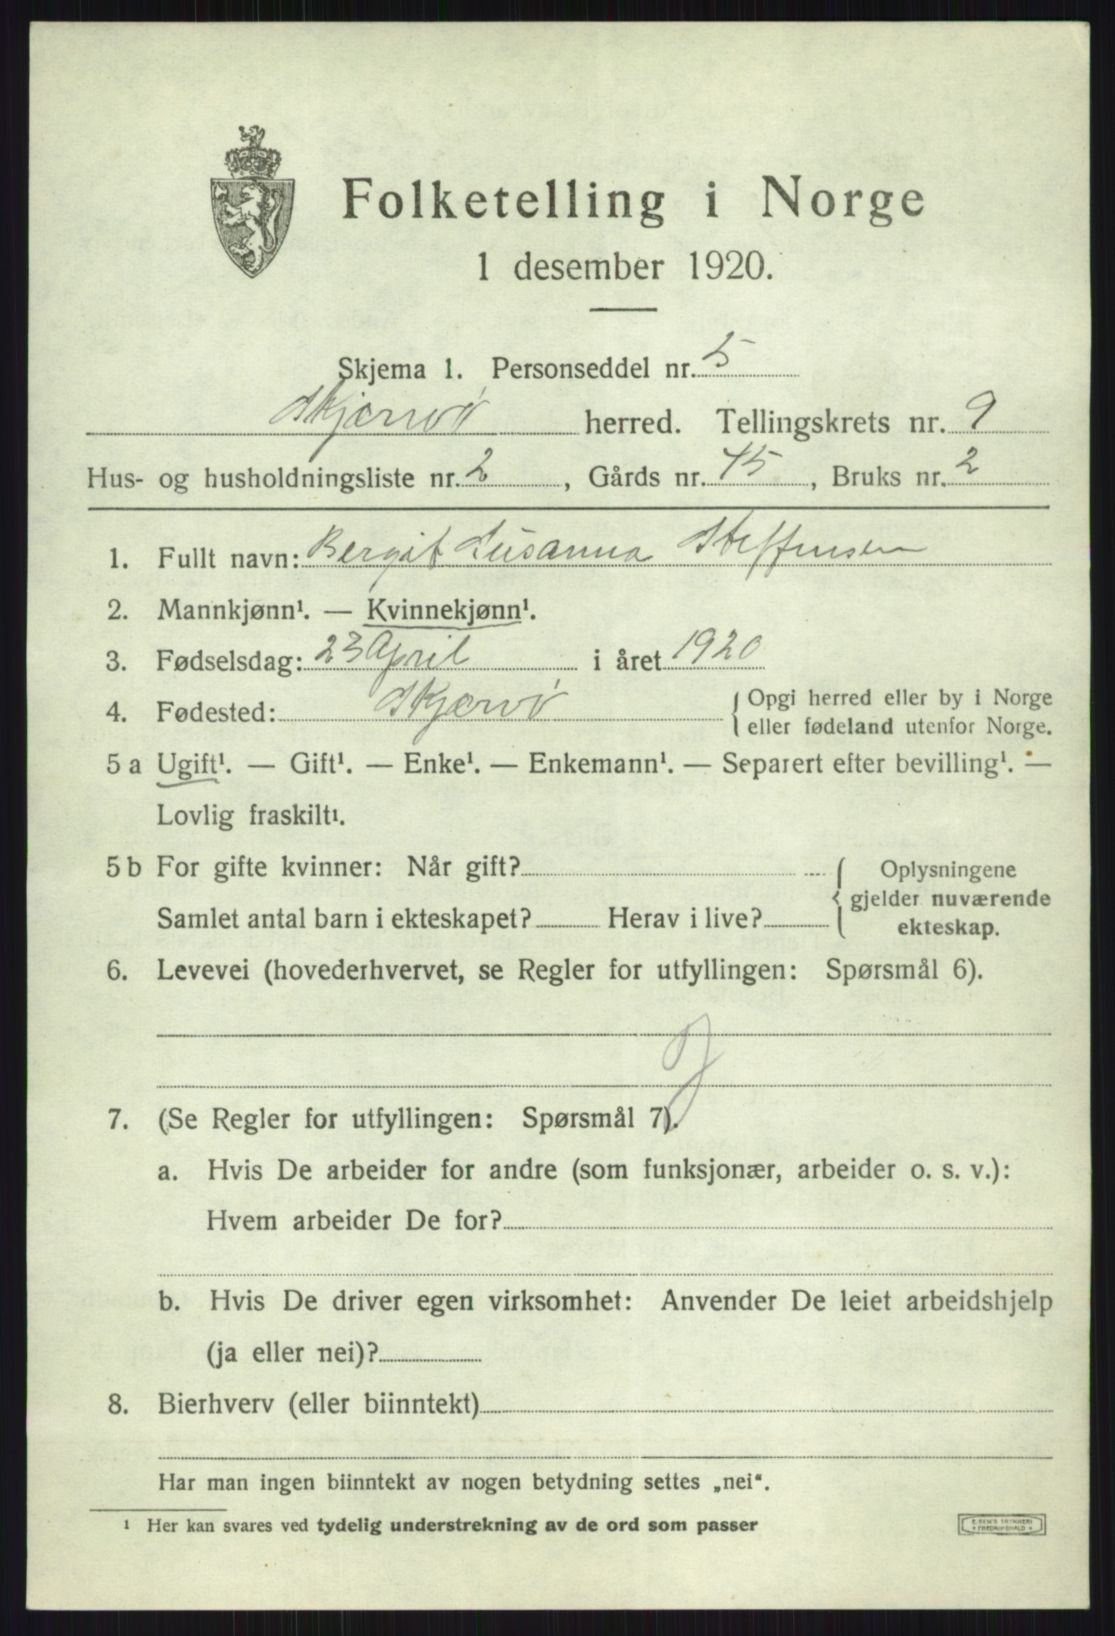 Folketelling i Norge
1 desember 1920.
Skjema 1. Personseddel nr. 5
Skjærvø herred. Tellingskrets nr. 9
Hus- og husholdningsliste nr. 2, Gårds nr. 45, Bruks nr. 2
1. Fullt navn: Bergit Susanna Steffensen
2. Mannkjønn¹. — Kvinnekjønn¹.
3. Fødselsdag: 23 April i året 1920
4. Fødested: Skjærvø { Opgi herred eller by i Norge
eller fødeland utenfor Norge.
5 a Ugift¹. — Gift¹. — Enke¹. — Enkemann¹. — Separert efter bevilling¹. —
Lovlig fraskilt¹.
5 b For gifte kvinner: Når gift? { Oplysningene
gjelder nuværende
Samlet antal barn i ekteskapet? Herav i live? ekteskap.
6. Levevei (hovederhvervet, se Regler for utfyllingen: Spørsmål 6).
7. (Se Regler for utfyllingen: Spørsmål 7).
a. Hvis De arbeider for andre (som funksjonær, arbeider o. s. v.):
Hvem arbeider De for?
b. Hvis De driver egen virksomhet: Anvender De leiet arbeidshjelp
(ja eller nei)?
8. Bierhverv (eller biinntekt)
Har man ingen biinntekt av nogen betydning settes „nei“.
¹ Her kan svares ved tydelig understrekning av de ord som passer